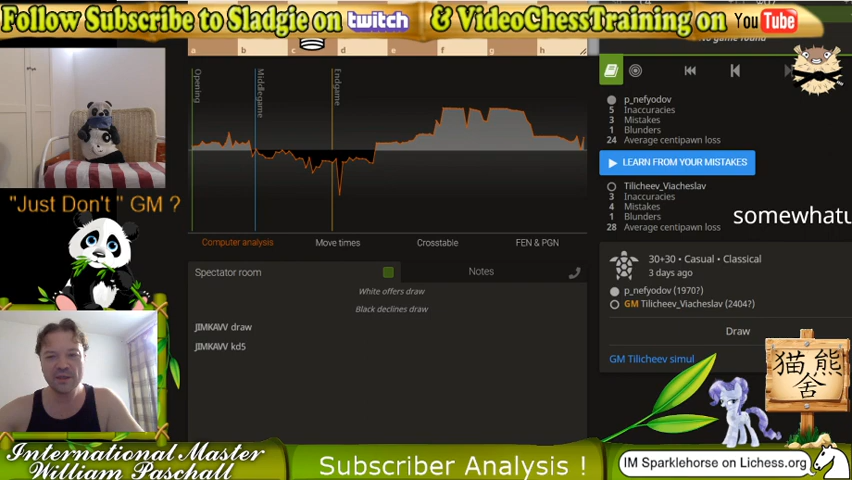 Follow Subscribe to Sladgie on twitch & VideoChessTraining on YouTube
"Just Don't" GM ?
International Master
William Paschall
a b c d e f g h
Opening
Middlegame
Endgame
Computer analysis
Move times
Crosstable
FEN & PGN
Spectator room
Notes
White offers draw
Black declines draw
JIMKAVV draw
JIMKAVV kd5
Subscriber Analysis !
No game found
p_nefyodov
5 Inaccuracies
3 Mistakes
1 Blunders
24 Average centipawn loss
LEARN FROM YOUR MISTAKES
Tilicheev_Viacheslav
3 Inaccuracies
4 Mistakes
1 Blunders
28 Average centipawn loss
somewhatu
30+30 • Casual • Classical
3 days ago
p_nefyodov (1970?)
GM Tilicheev_Viacheslav (2404?)
Draw
GM Tilicheev simul
猫熊
舍
IM Sparklehorse on Lichess.org